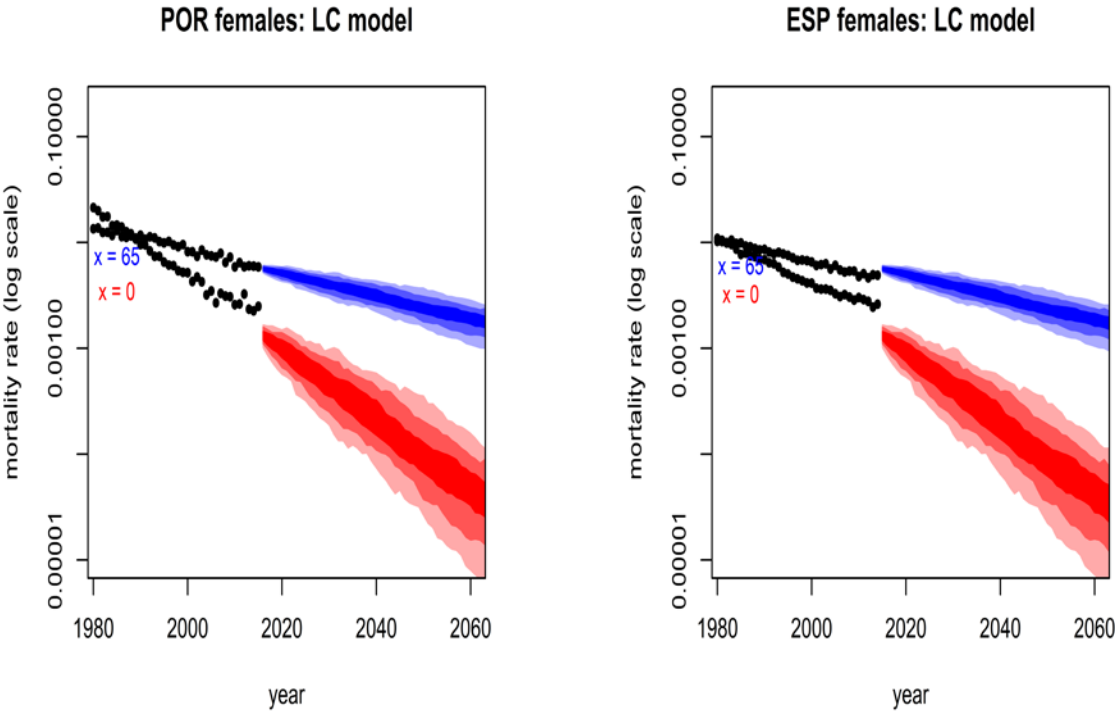 POR females: LC model
mortality rate (log scale)
0.10000
0.00100
0.00001
x = 65
x = 0
1980 2000 2020 2040 2060
year
ESP females: LC model
mortality rate (log scale)
0.10000
0.00100
0.00001
x = 65
x = 0
1980 2000 2020 2040 2060
year